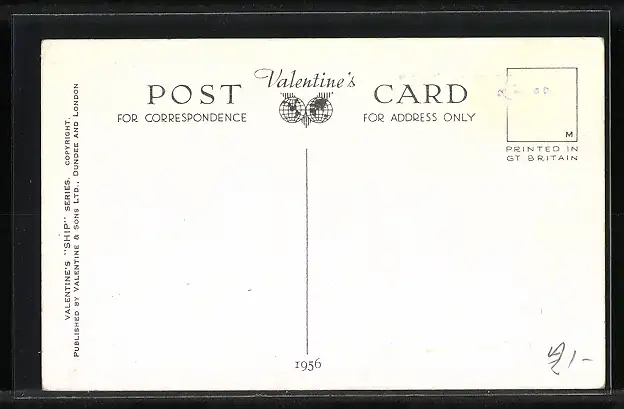 Valentine's
POST CARD
FOR CORRESPONDENCE
FOR ADDRESS ONLY
M
PRINTED IN
GT BRITAIN
VALENTINE'S "SHIP" SERIES. COPYRIGHT.
PUBLISHED BY VALENTINE & SONS LTD., DUNDEE AND LONDON
1956